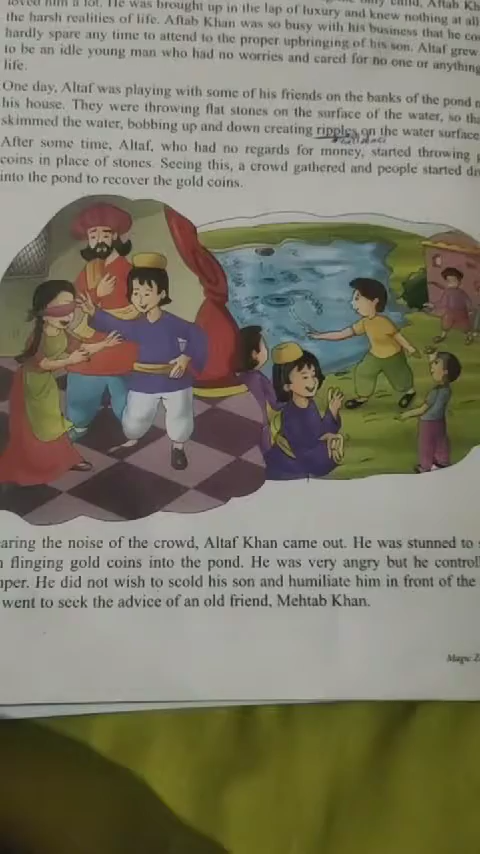 loved him a lot. He was brought up in the lap of luxury and knew nothing at all
the harsh realities of life. Aftab Khan was so busy with his business that he co
hardly spare any time to attend to the proper upbringing of his son. Altaf grew
to be an idle young man who had no worries and cared for no one or anything
life.
One day, Altaf was playing with some of his friends on the banks of the pond n
his house. They were throwing flat stones on the surface of the water, so tha
skimmed the water, bobbing up and down creating ripples on the water surface
After some time, Altaf, who had no regards for money, started throwing g
coins in place of stones. Seeing this, a crowd gathered and people started di
into the pond to recover the gold coins.
aring the noise of the crowd, Altaf Khan came out. He was stunned to s
n flinging gold coins into the pond. He was very angry but he controll
nper. He did not wish to scold his son and humiliate him in front of the
went to seek the advice of an old friend, Mehtab Khan.
Magic